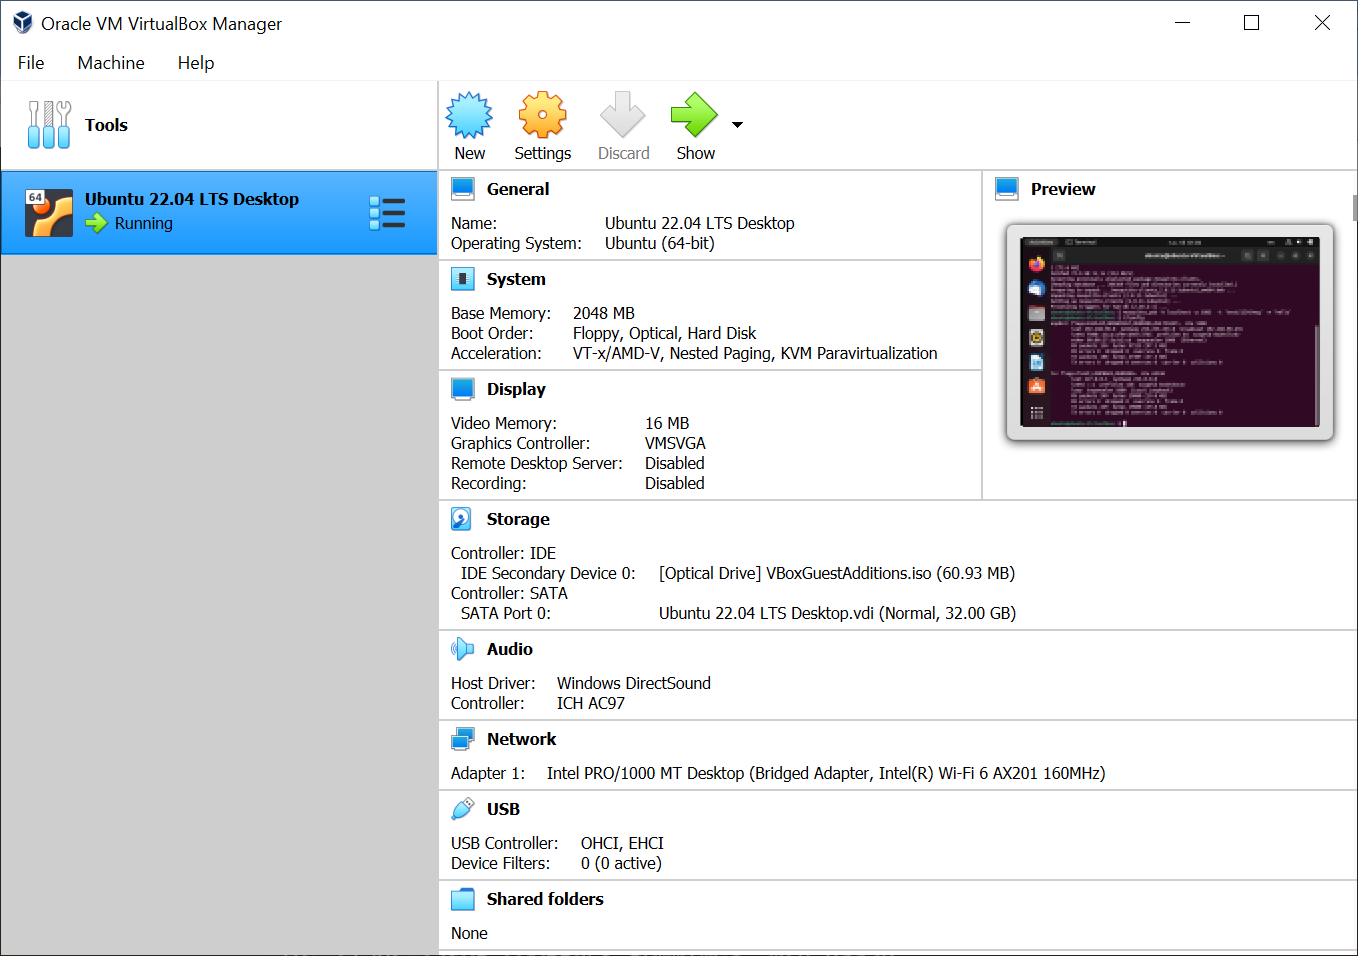 Oracle VM VirtualBox Manager
File Machine Help
Tools
New Settings Discard Show
64
Ubuntu 22.04 LTS Desktop
Running
General
Name: Ubuntu 22.04 LTS Desktop
Operating System: Ubuntu (64-bit)
Preview
System
Base Memory: 2048 MB
Boot Order: Floppy, Optical, Hard Disk
Acceleration: VT-x/AMD-V, Nested Paging, KVM Paravirtualization
Display
Video Memory: 16 MB
Graphics Controller: VMSVGA
Remote Desktop Server: Disabled
Recording: Disabled
Storage
Controller: IDE
IDE Secondary Device 0: [Optical Drive] VBoxGuestAdditions.iso (60.93 MB)
Controller: SATA
SATA Port 0: Ubuntu 22.04 LTS Desktop.vdi (Normal, 32.00 GB)
Audio
Host Driver: Windows DirectSound
Controller: ICH AC97
Network
Adapter 1: Intel PRO/1000 MT Desktop (Bridged Adapter, Intel(R) Wi-Fi 6 AX201 160MHz)
USB
USB Controller: OHCI, EHCI
Device Filters: 0 (0 active)
Shared folders
None